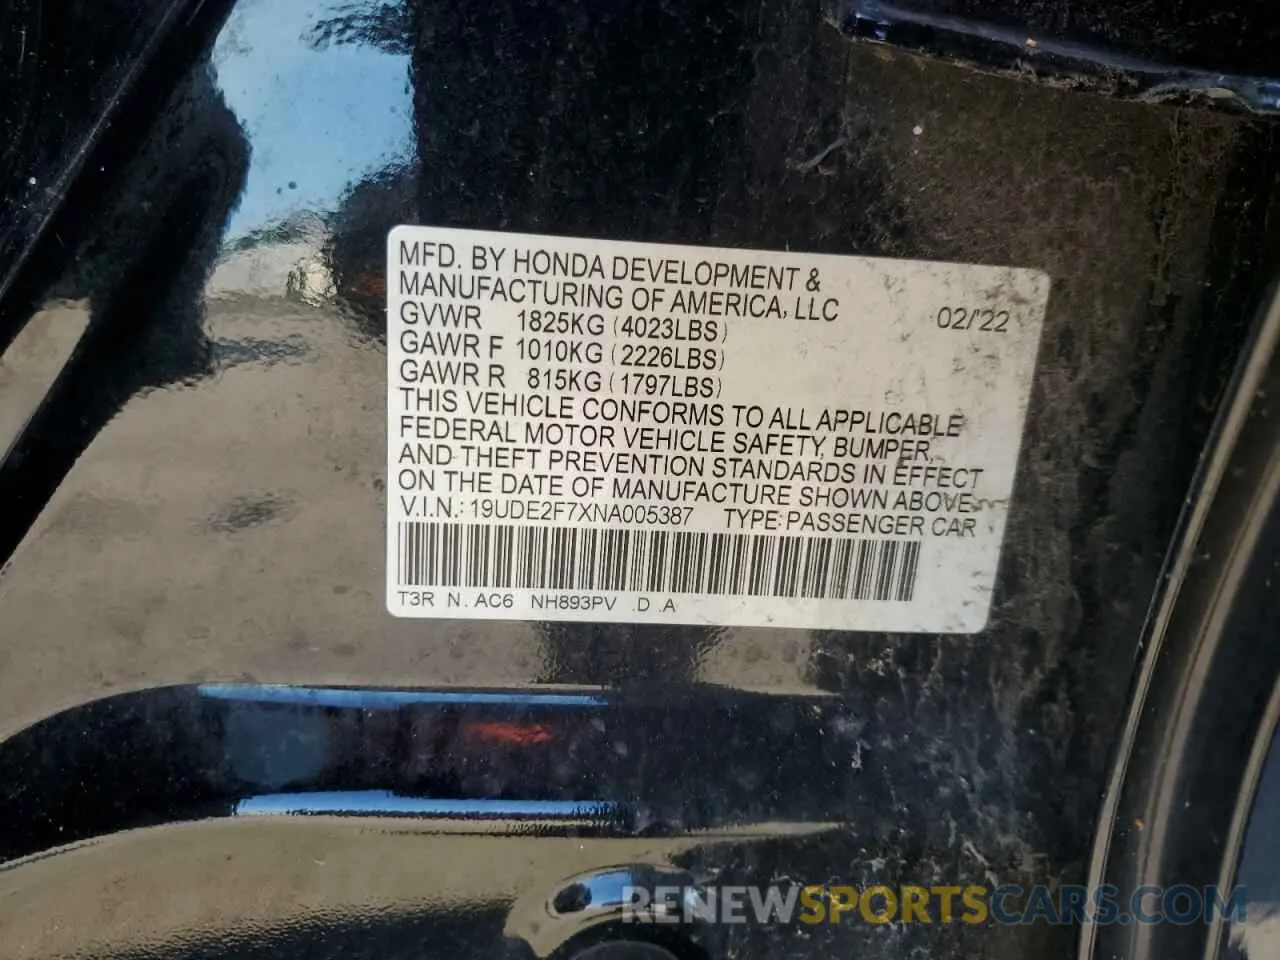 MFD. BY HONDA DEVELOPMENT &
MANUFACTURING OF AMERICA, LLC
GVWR 1825KG (4023LBS) 02/'22
GAWR F 1010KG (2226LBS)
GAWR R 815KG (1797LBS)
THIS VEHICLE CONFORMS TO ALL APPLICABLE
FEDERAL MOTOR VEHICLE SAFETY, BUMPER,
AND THEFT PREVENTION STANDARDS IN EFFECT
ON THE DATE OF MANUFACTURE SHOWN ABOVE.
V.I.N.: 19UDE2F7XNA005387 TYPE: PASSENGER CAR
T3R N. AC6 NH893PV .D .A
RENEWSPORTSCARS.COM